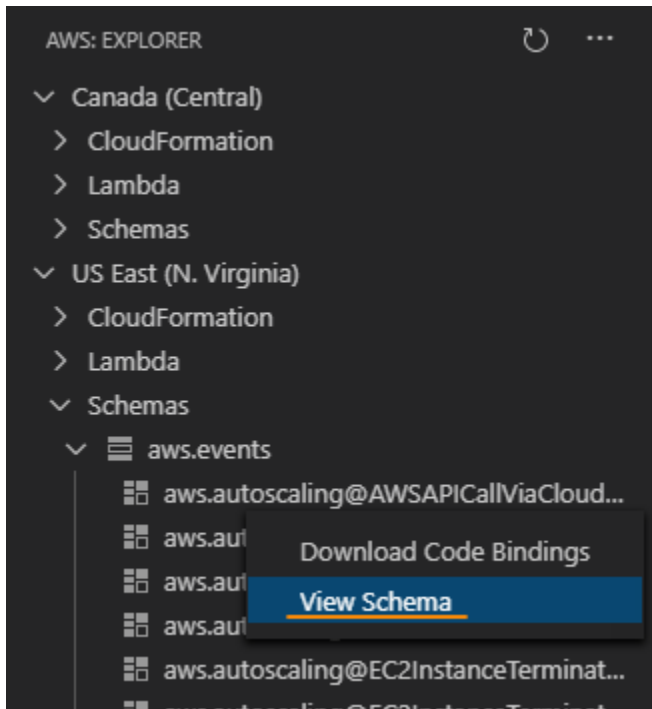 AWS: EXPLORER
Canada (Central)
CloudFormation
Lambda
Schemas
US East (N. Virginia)
CloudFormation
Lambda
Schemas
aws.events
aws.autoscaling@AWSAPICallViaCloud...
aws.aut
Download Code Bindings
aws.aut
View Schema
aws.aut
aws.autoscaling@EC2InstanceTerminat...